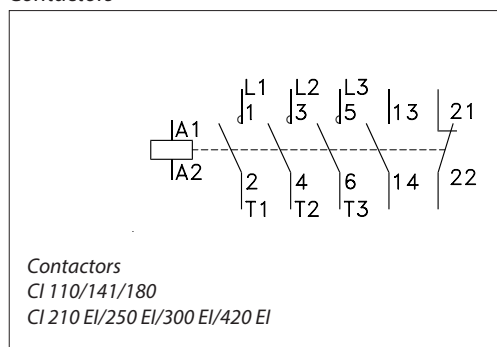 Contactors
L1 L2 L3
1 3 5 13 21
A1
A2
2 4 6 14 22
T1 T2 T3
Contactors
CI 110/141/180
CI 210 EI/250 EI/300 EI/420 EI